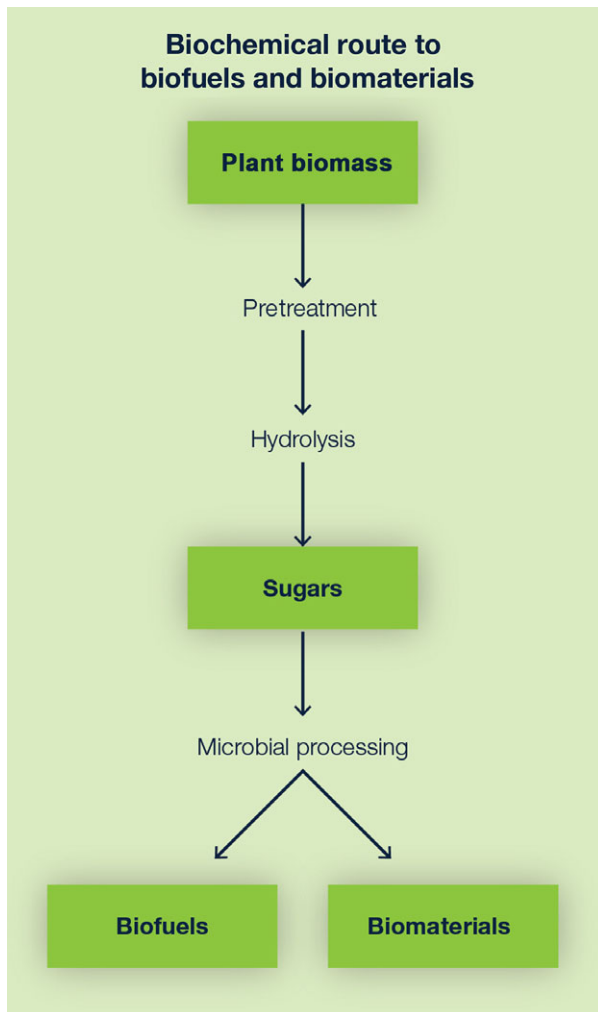 Biochemical route to
biofuels and biomaterials
Plant biomass
Pretreatment
Hydrolysis
Sugars
Microbial processing
Biofuels
Biomaterials